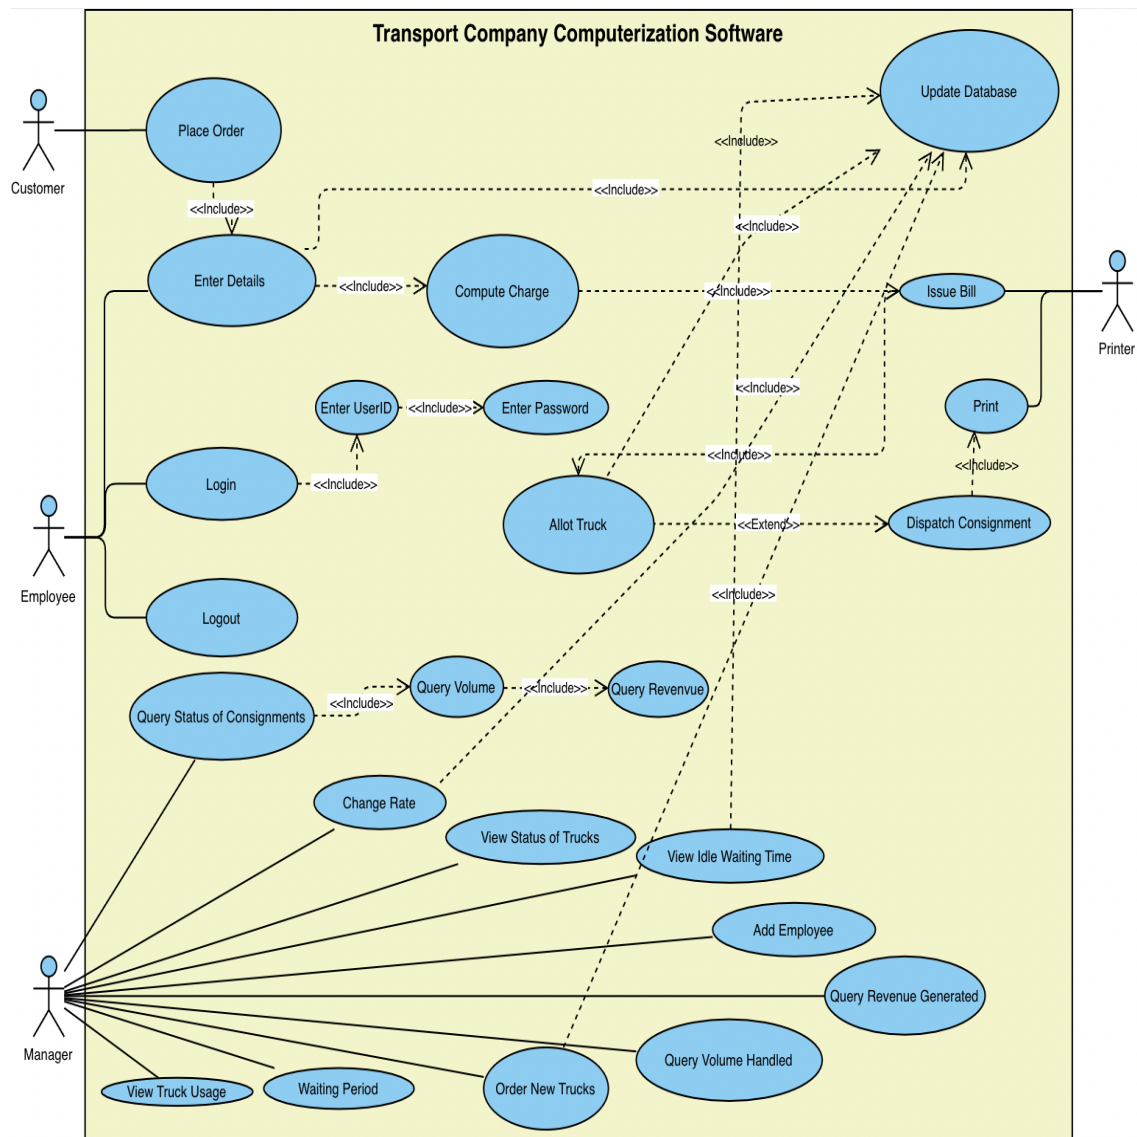 Transport Company Computerization Software
Update Database
Place Order
<<Include>>
Customer
<<Include>>
<<Include>>
<<Include>>
Enter Details
<<Include>>
Compute Charge
<<Include>>
Issue Bill
Printer
<<Include>>
Enter UserID
<<Include>>
Enter Password
Print
Login
<<Include>>
<<Include>>
<<Include>>
Allot Truck
<<Extend>>
Dispatch Consignment
Employee
<<Include>>
Logout
Query Status of Consignments
<<Include>>
Query Volume
<<Include>>
Query Revenvue
Change Rate
View Status of Trucks
View Idle Waiting Time
Add Employee
Query Revenue Generated
Manager
Query Volume Handled
View Truck Usage
Waiting Period
Order New Trucks